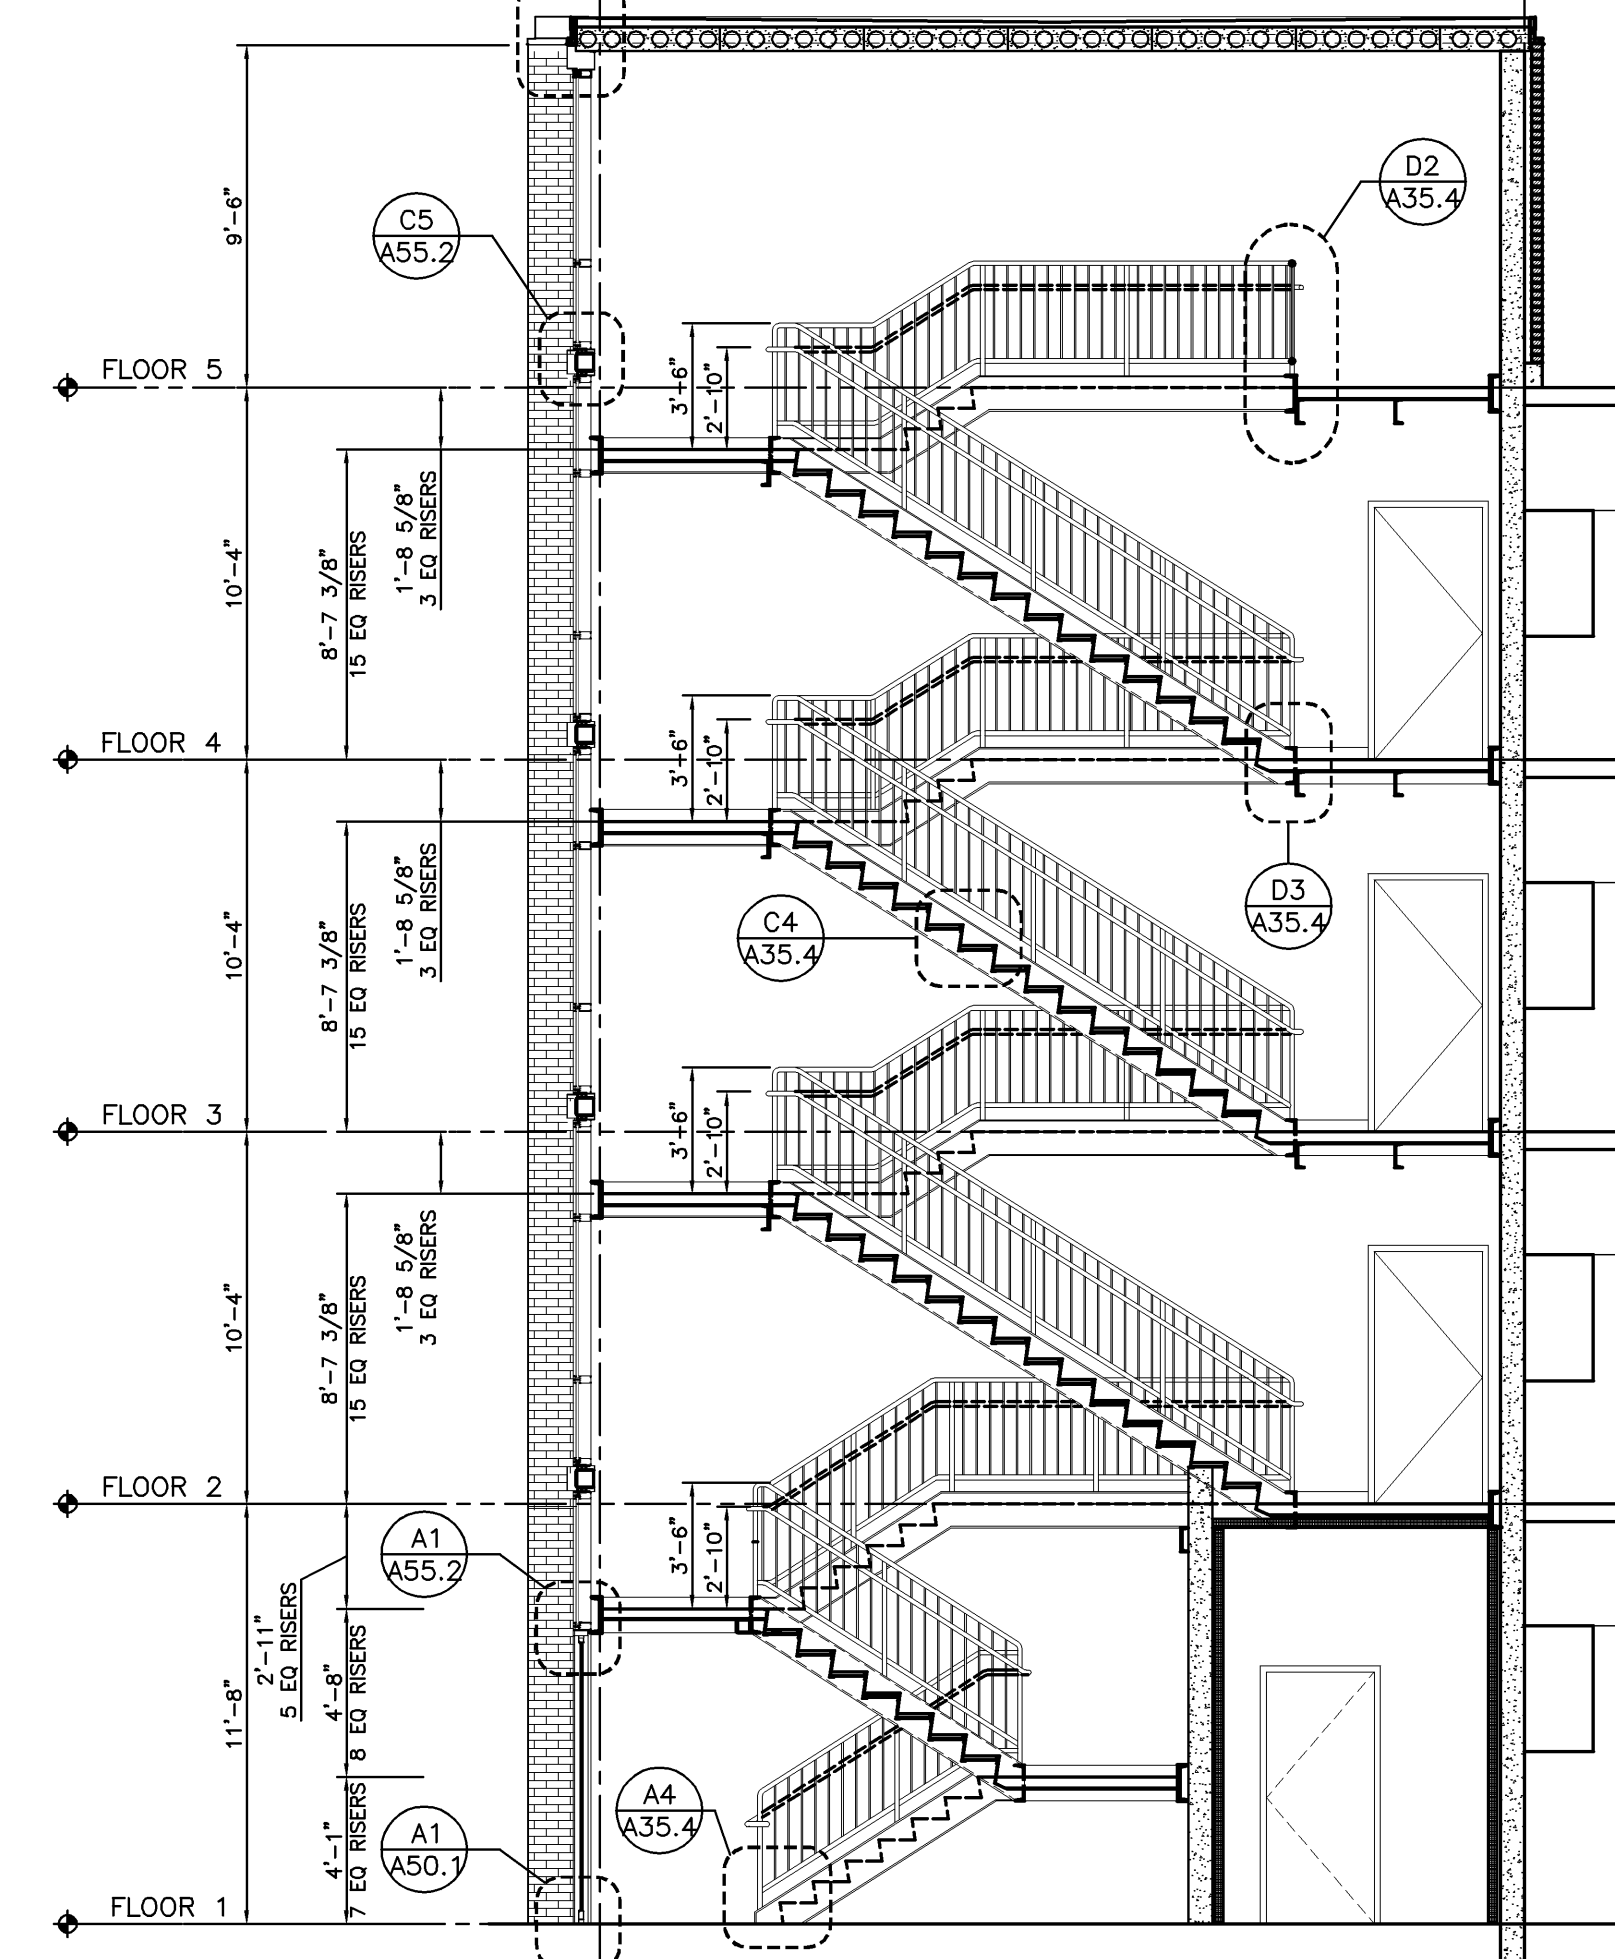 D2
A35.4
C5
A55.2
9'-6"
FLOOR 5
3'-6"
2'-10"
1'-8 5/8"
3 EQ RISERS
10'-4"
8'-7 3/8"
15 EQ RISERS
FLOOR 4
3'-6"
2'-10"
1'-8 5/8"
3 EQ RISERS
D3
A35.4
C4
A35.4
10'-4"
8'-7 3/8"
15 EQ RISERS
FLOOR 3
3'-6"
2'-10"
1'-8 5/8"
3 EQ RISERS
10'-4"
8'-7 3/8"
15 EQ RISERS
FLOOR 2
3'-6"
2'-10"
A1
A55.2
2'-11"
5 EQ RISERS
4'-8"
8 EQ RISERS
11'-8"
A4
A35.4
4'-1"
7 EQ RISERS
A1
A50.1
FLOOR 1